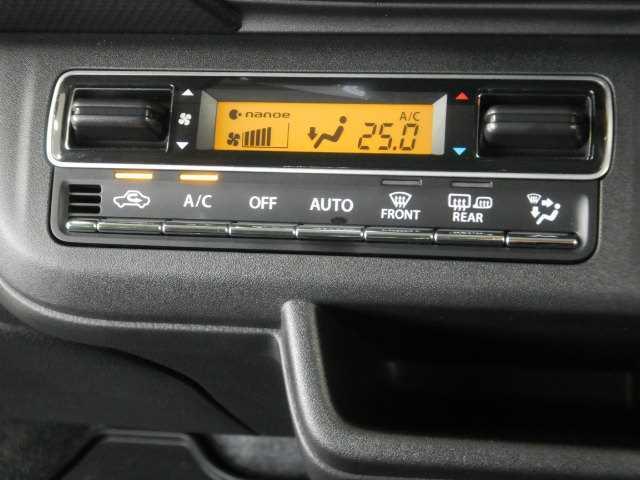 nanoe
A/C
25.0
A/C OFF AUTO FRONT REAR